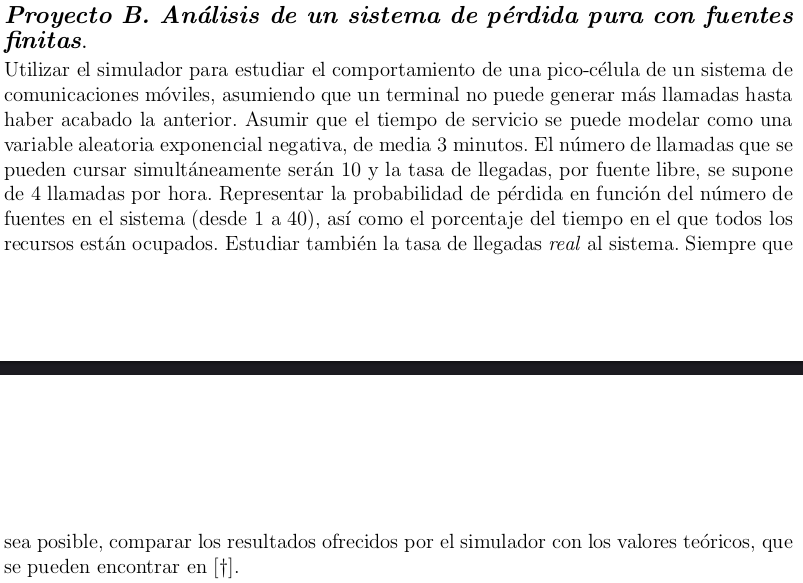 Proyecto B. Análisis de un sistema de pérdida pura con fuentes
finitas.
Utilizar el simulador para estudiar el comportamiento de una pico-célula de un sistema de
comunicaciones móviles, asumiendo que un terminal no puede generar más llamadas hasta
haber acabado la anterior. Asumir que el tiempo de servicio se puede modelar como una
variable aleatoria exponencial negativa, de media 3 minutos. El número de llamadas que se
pueden cursar simultáneamente serán 10 y la tasa de llegadas, por fuente libre, se supone
de 4 llamadas por hora. Representar la probabilidad de pérdida en función del número de
fuentes en el sistema (desde 1 a 40), así como el porcentaje del tiempo en el que todos los
recursos están ocupados. Estudiar también la tasa de llegadas real al sistema. Siempre que
sea posible, comparar los resultados ofrecidos por el simulador con los valores teóricos, que
se pueden encontrar en [†].